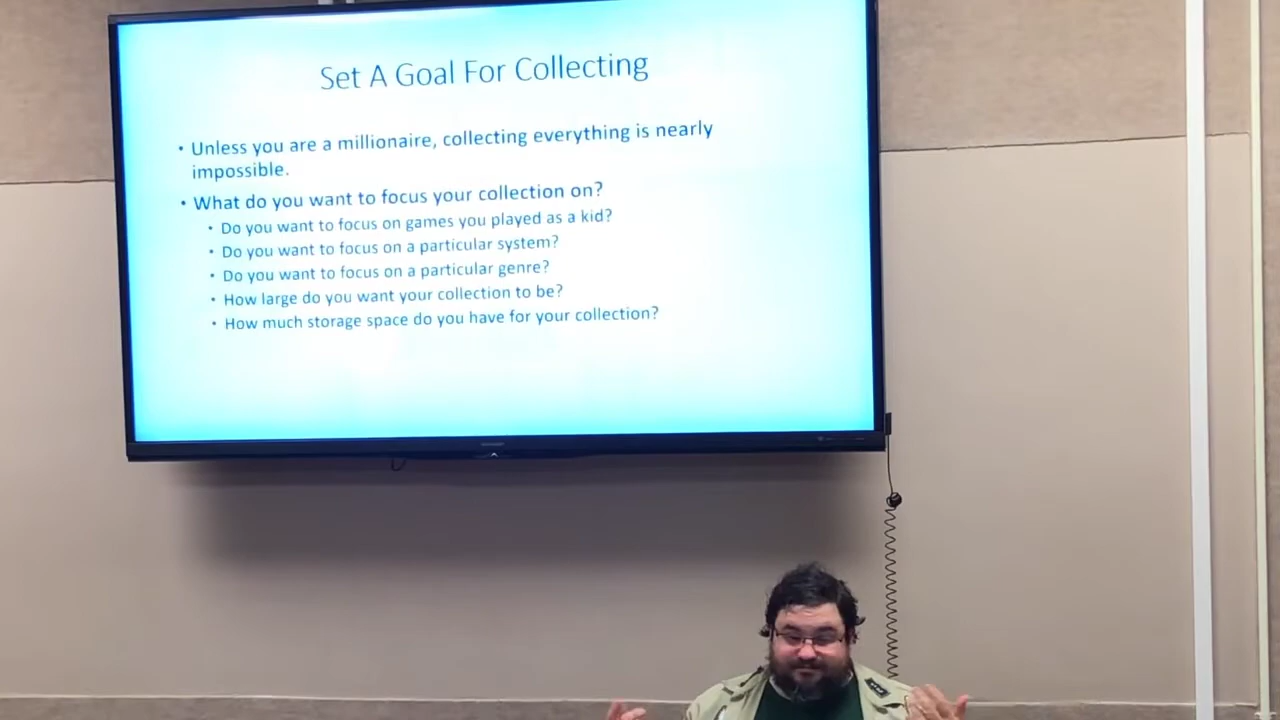 Set A Goal For Collecting
• Unless you are a millionaire, collecting everything is nearly
impossible.
• What do you want to focus your collection on?
• Do you want to focus on games you played as a kid?
• Do you want to focus on a particular system?
• Do you want to focus on a particular genre?
• How large do you want your collection to be?
• How much storage space do you have for your collection?